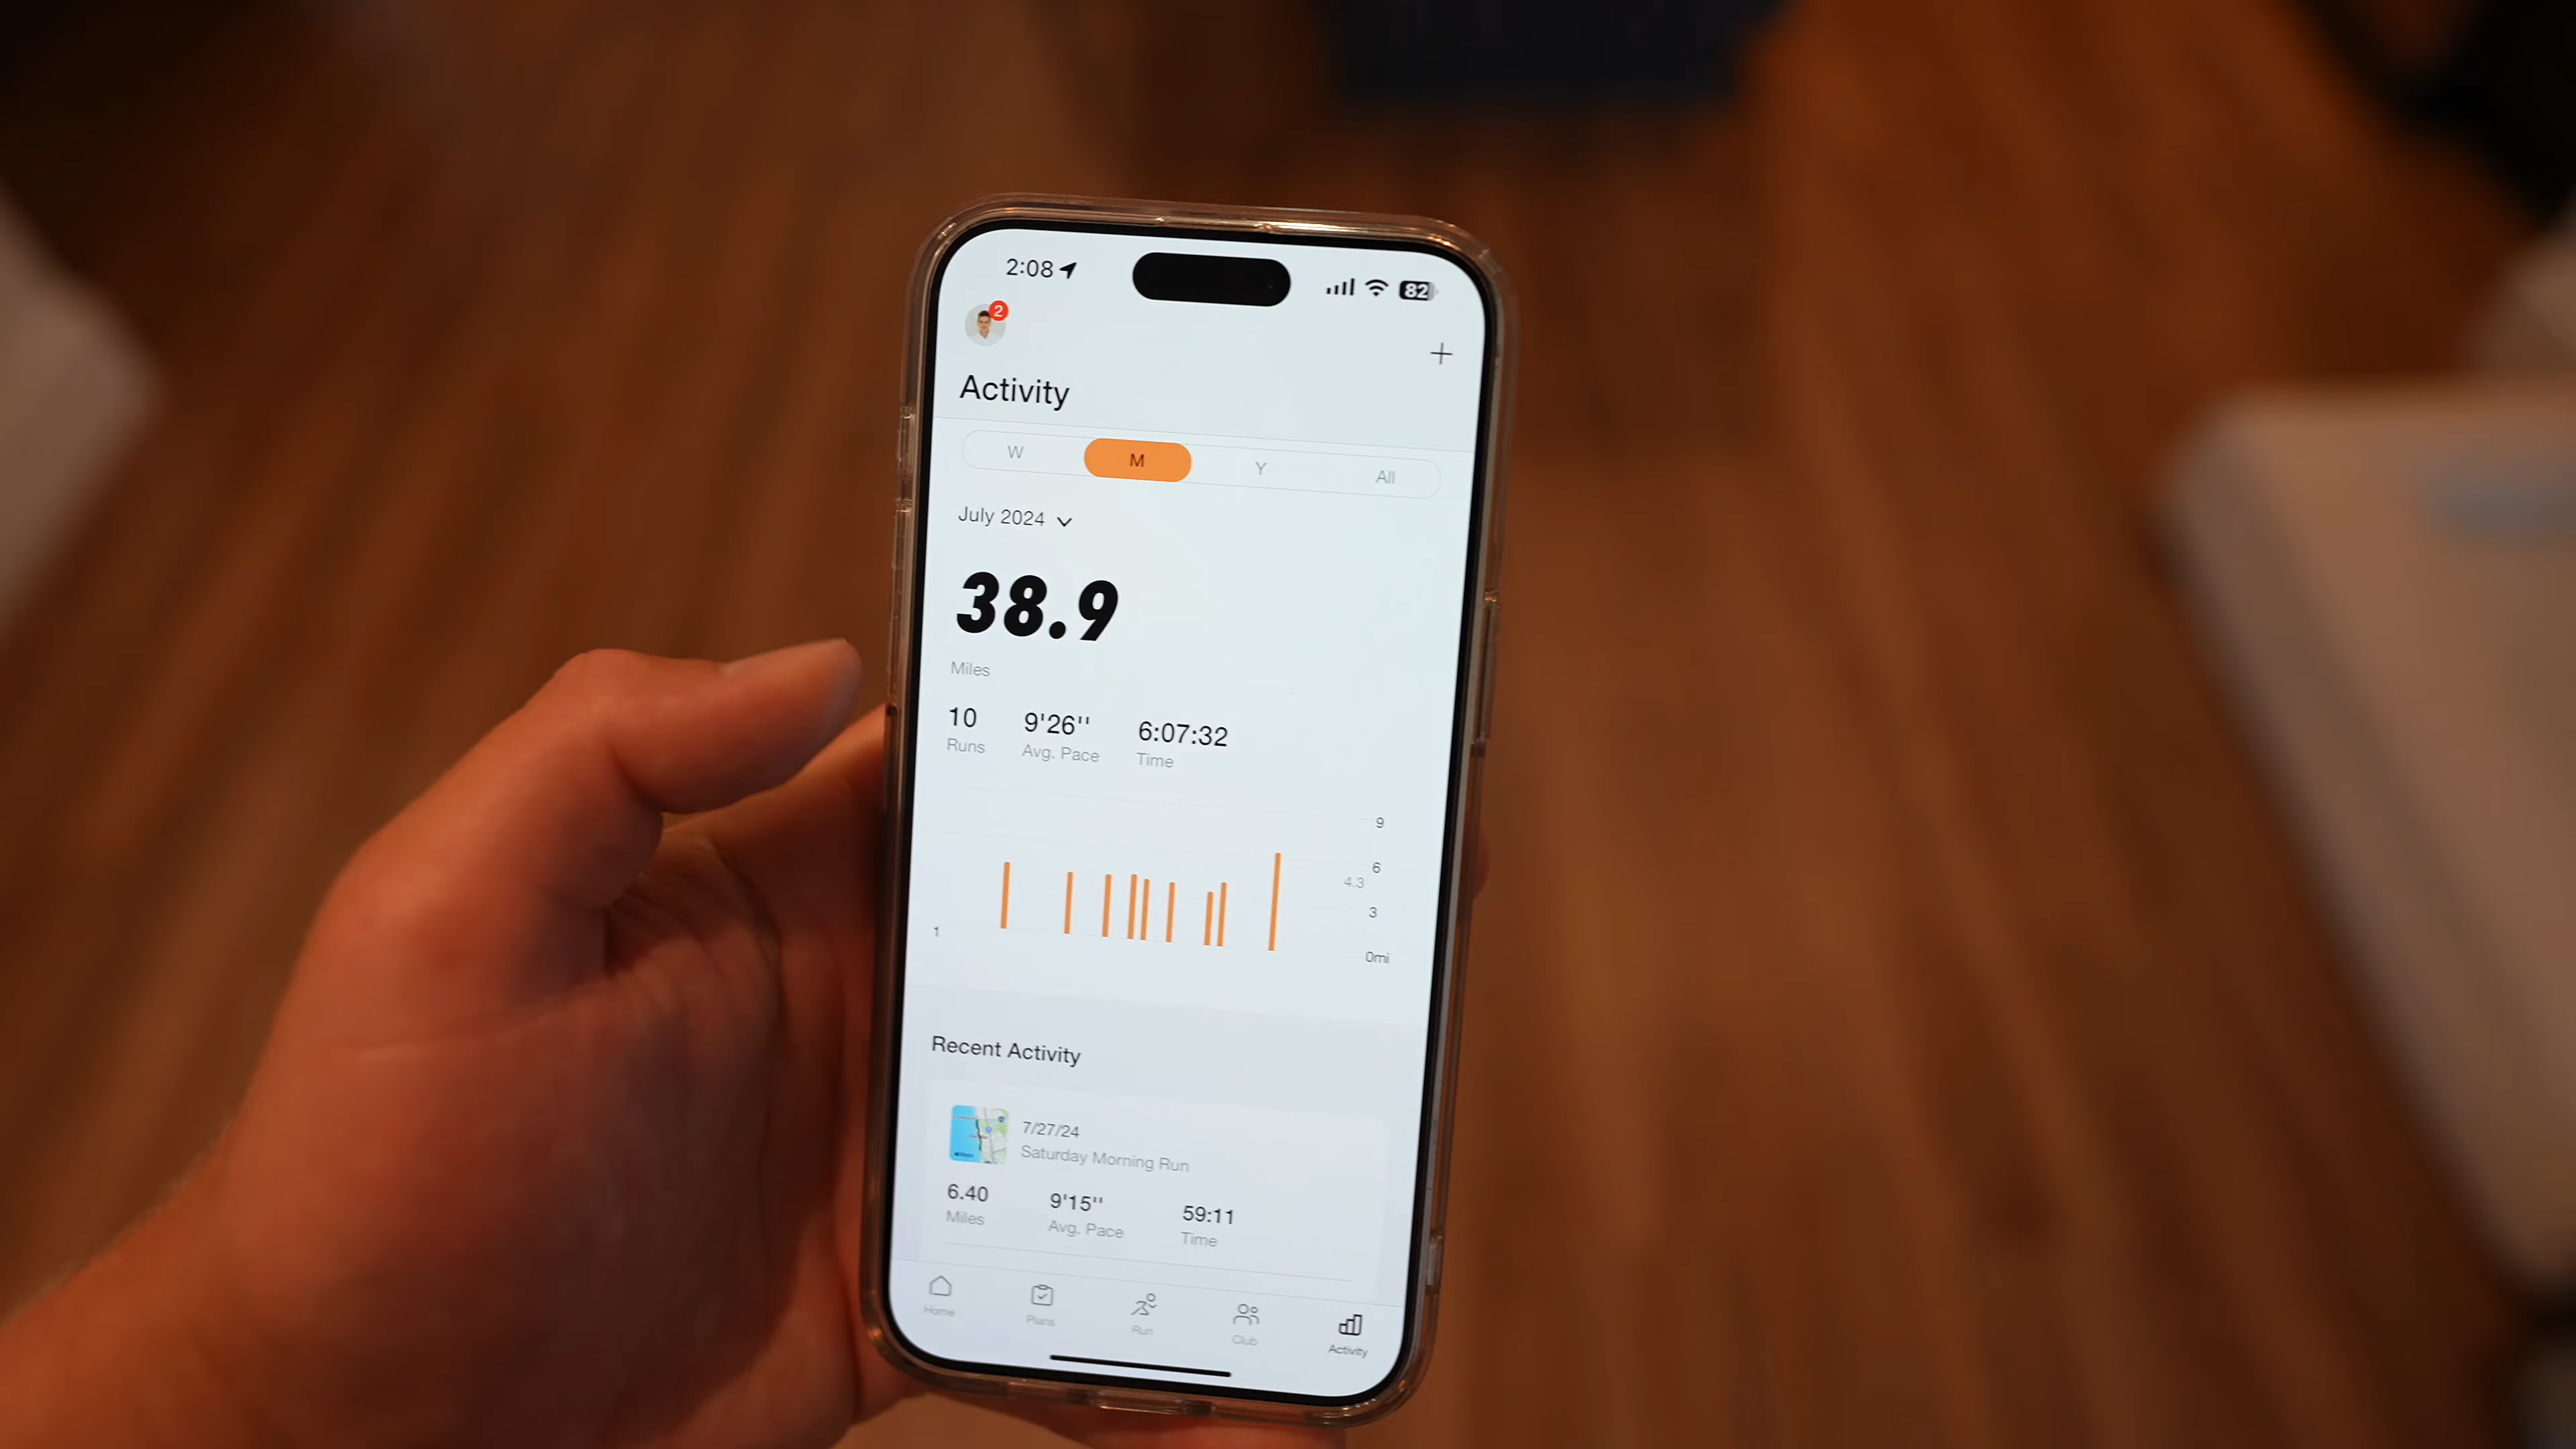 2:08 82
2
Activity
W M Y All
July 2024
38.9
Miles
10 9'26'' 6:07:32
Runs Avg. Pace Time
9
6
4.3
3
1
0mi
Recent Activity
7/27/24
Saturday Morning Run
6.40 9'15'' 59:11
Miles Avg. Pace Time
Home Plans Run Club Activity